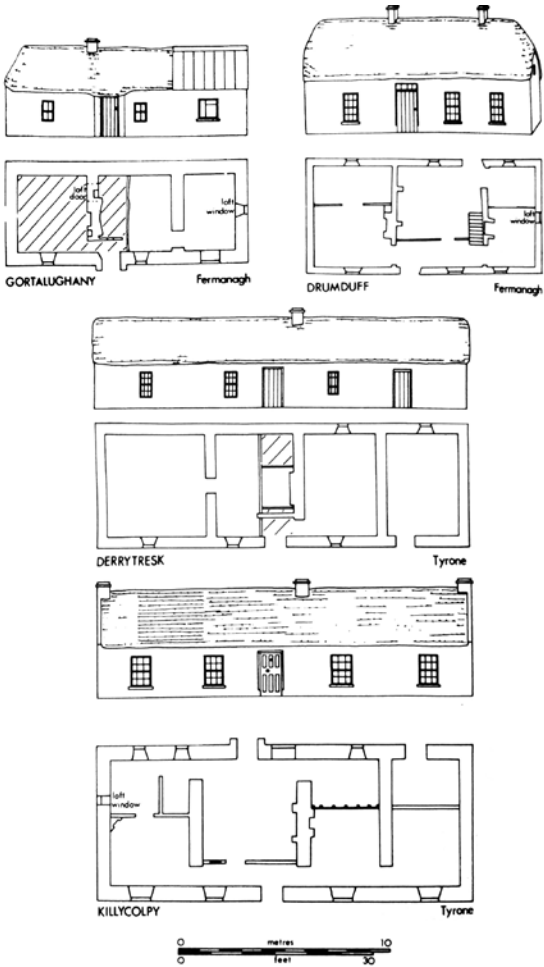 loft
door
loft
window
GORTALUGHANY Fermanagh
loft
window
DRUMDUFF Fermanagh
DERRYTRESK Tyrone
loft
window
KILLYCOLPY Tyrone
0 metres 10
0 feet 30